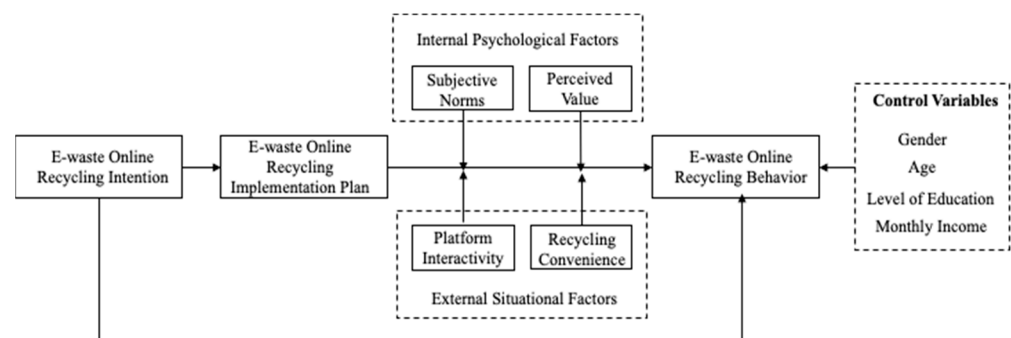 Internal Psychological Factors
Subjective
Norms
Perceived
Value
Control Variables
Gender
Age
Level of Education
Monthly Income
E-waste Online
Recycling Intention
E-waste Online
Recycling
Implementation Plan
E-waste Online
Recycling Behavior
Platform
Interactivity
Recycling
Convenience
External Situational Factors